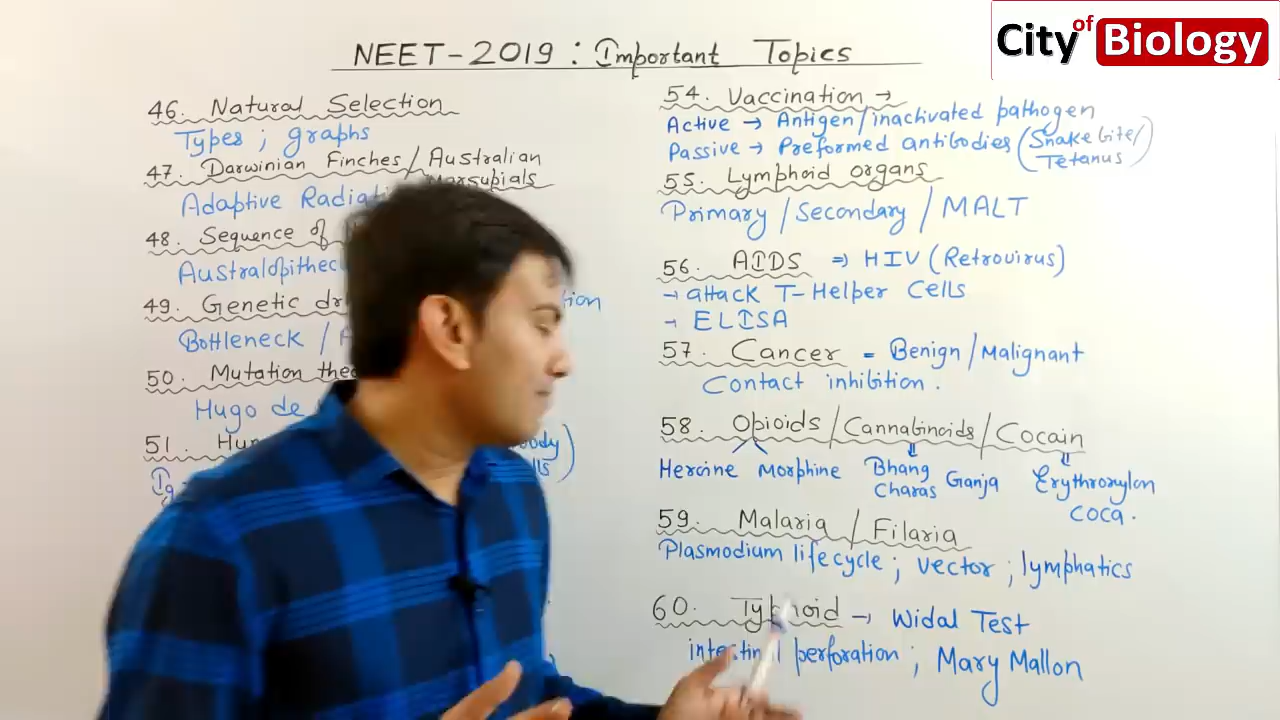 City of Biology
NEET-2019 : Important Topics
46. Natural Selection
Types ; graphs
47. Darwinian Finches / Australian
Marsupials
Adaptive
48. Sequence of
49. Genetic
Bottleneck /
50. Mutation
Hugo de
51.
54. Vaccination →
Active → Antigen/inachivated pathogen
Passive → Preformed antibodies (Snake bite/
Tetanus)
55. Lymphoid organs
Primary / Secondary / MALT
56. AIDS ⇒ HIV (Retrovirus)
→ attack T-Helper Cells
→ ELISA
57. Cancer = Benign / Malignant
Contact inhibition.
58. Opioids / Cannabinoids / Cocain
Heroine Morphine Bhang Ganja Erythroxylon
Charas coca.
59. Malaria / Filaria
Plasmodium lifecycle ; vector ; lymphatics
60. Typhoid → Widal Test
intestinal perforation ; Mary Mallon